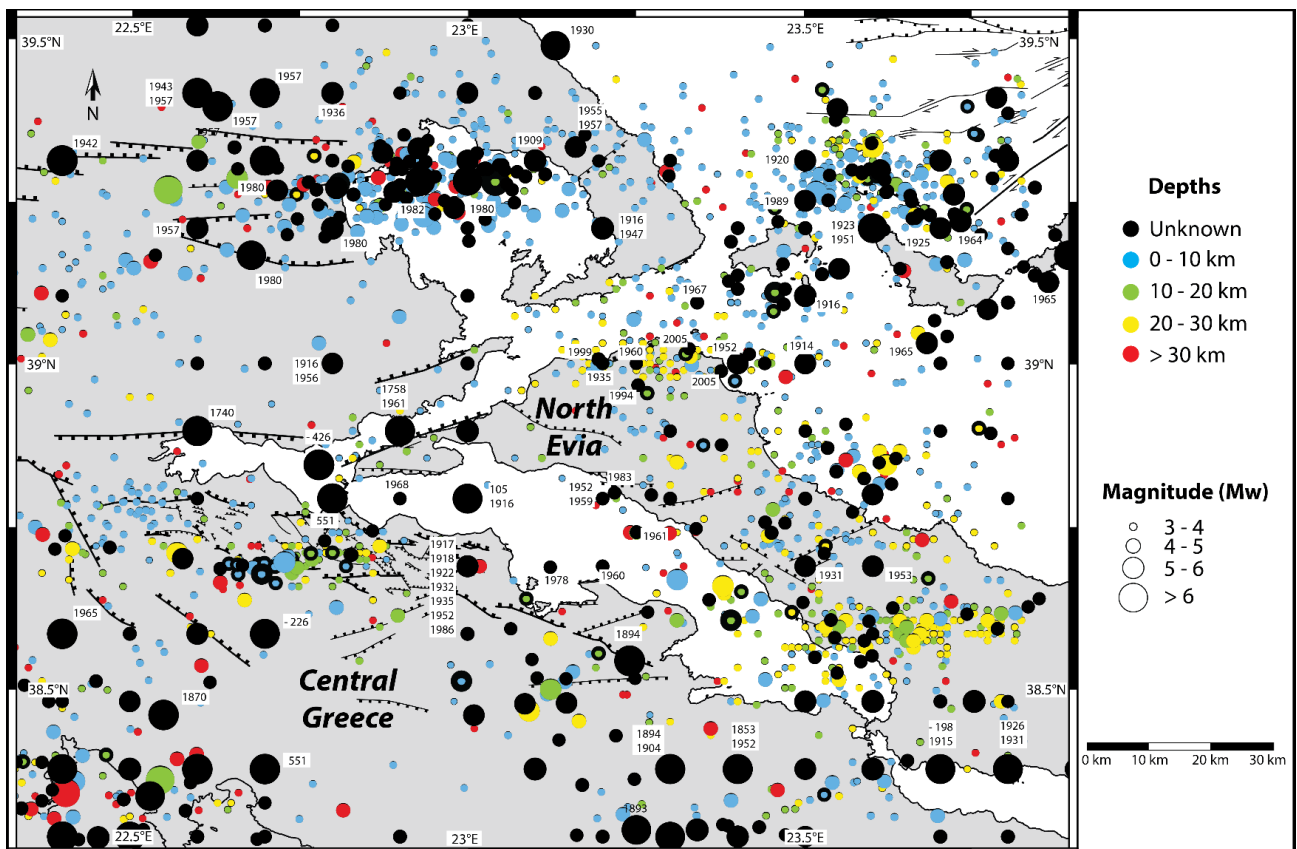 22.5°E
23°E
1930
23.5°E
39.5°N
39.5°N
N
1943
1957
1957
1957
1936
1957
1955
1957
1942
1909
1920
1980
1982
1980
1989
1957
1980
1916
1947
1923
1951
1925
1964
1980
1967
1916
1965
39°N
1916
1956
1999
1935
1960
2005
1952
1914
1965
39°N
1994
2005
1758
1961
North
Evia
1740
- 426
1968
105
1916
1952
1959
1983
551
1961
1917
1918
1922
1932
1935
1952
1986
1978
1960
1931
1953
1965
- 226
1894
Central
Greece
38.5°N
38.5°N
1870
1894
1904
1853
1952
- 198
1915
1926
1931
551
1893
22.5°E
23°E
23.5°E
Depths
Unknown
0 - 10 km
10 - 20 km
20 - 30 km
> 30 km
Magnitude (Mw)
3 - 4
4 - 5
5 - 6
> 6
0 km
10 km
20 km
30 km